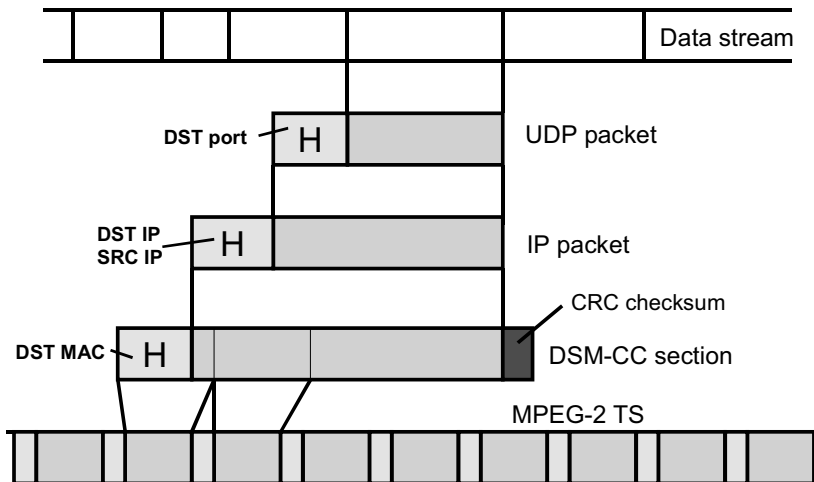 Data stream
DST port
H
UDP packet
DST IP
SRC IP
H
IP packet
CRC checksum
DST MAC
H
DSM-CC section
MPEG-2 TS